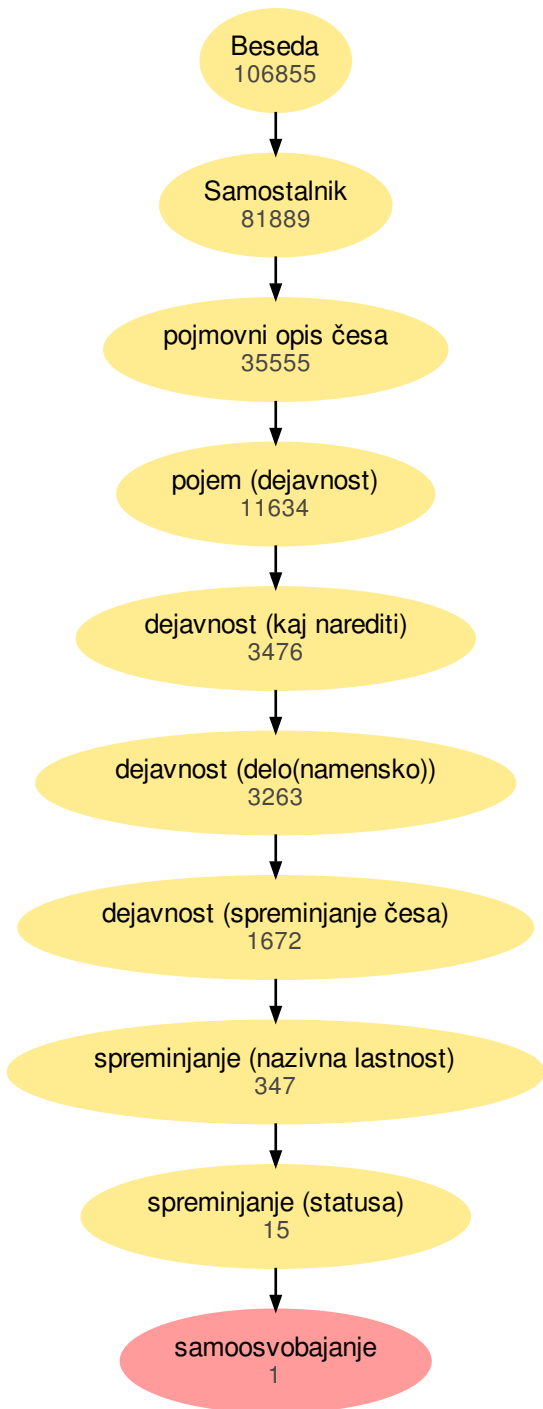 Beseda
106855
Samostalnik
81889
pojmovni opis česa
35555
pojem (dejavnost)
11634
dejavnost (kaj narediti)
3476
dejavnost (delo(namensko))
3263
dejavnost (spreminjanje česa)
1672
spreminjanje (nazivna lastnost)
347
spreminjanje (statusa)
15
samoosvobajanje
1